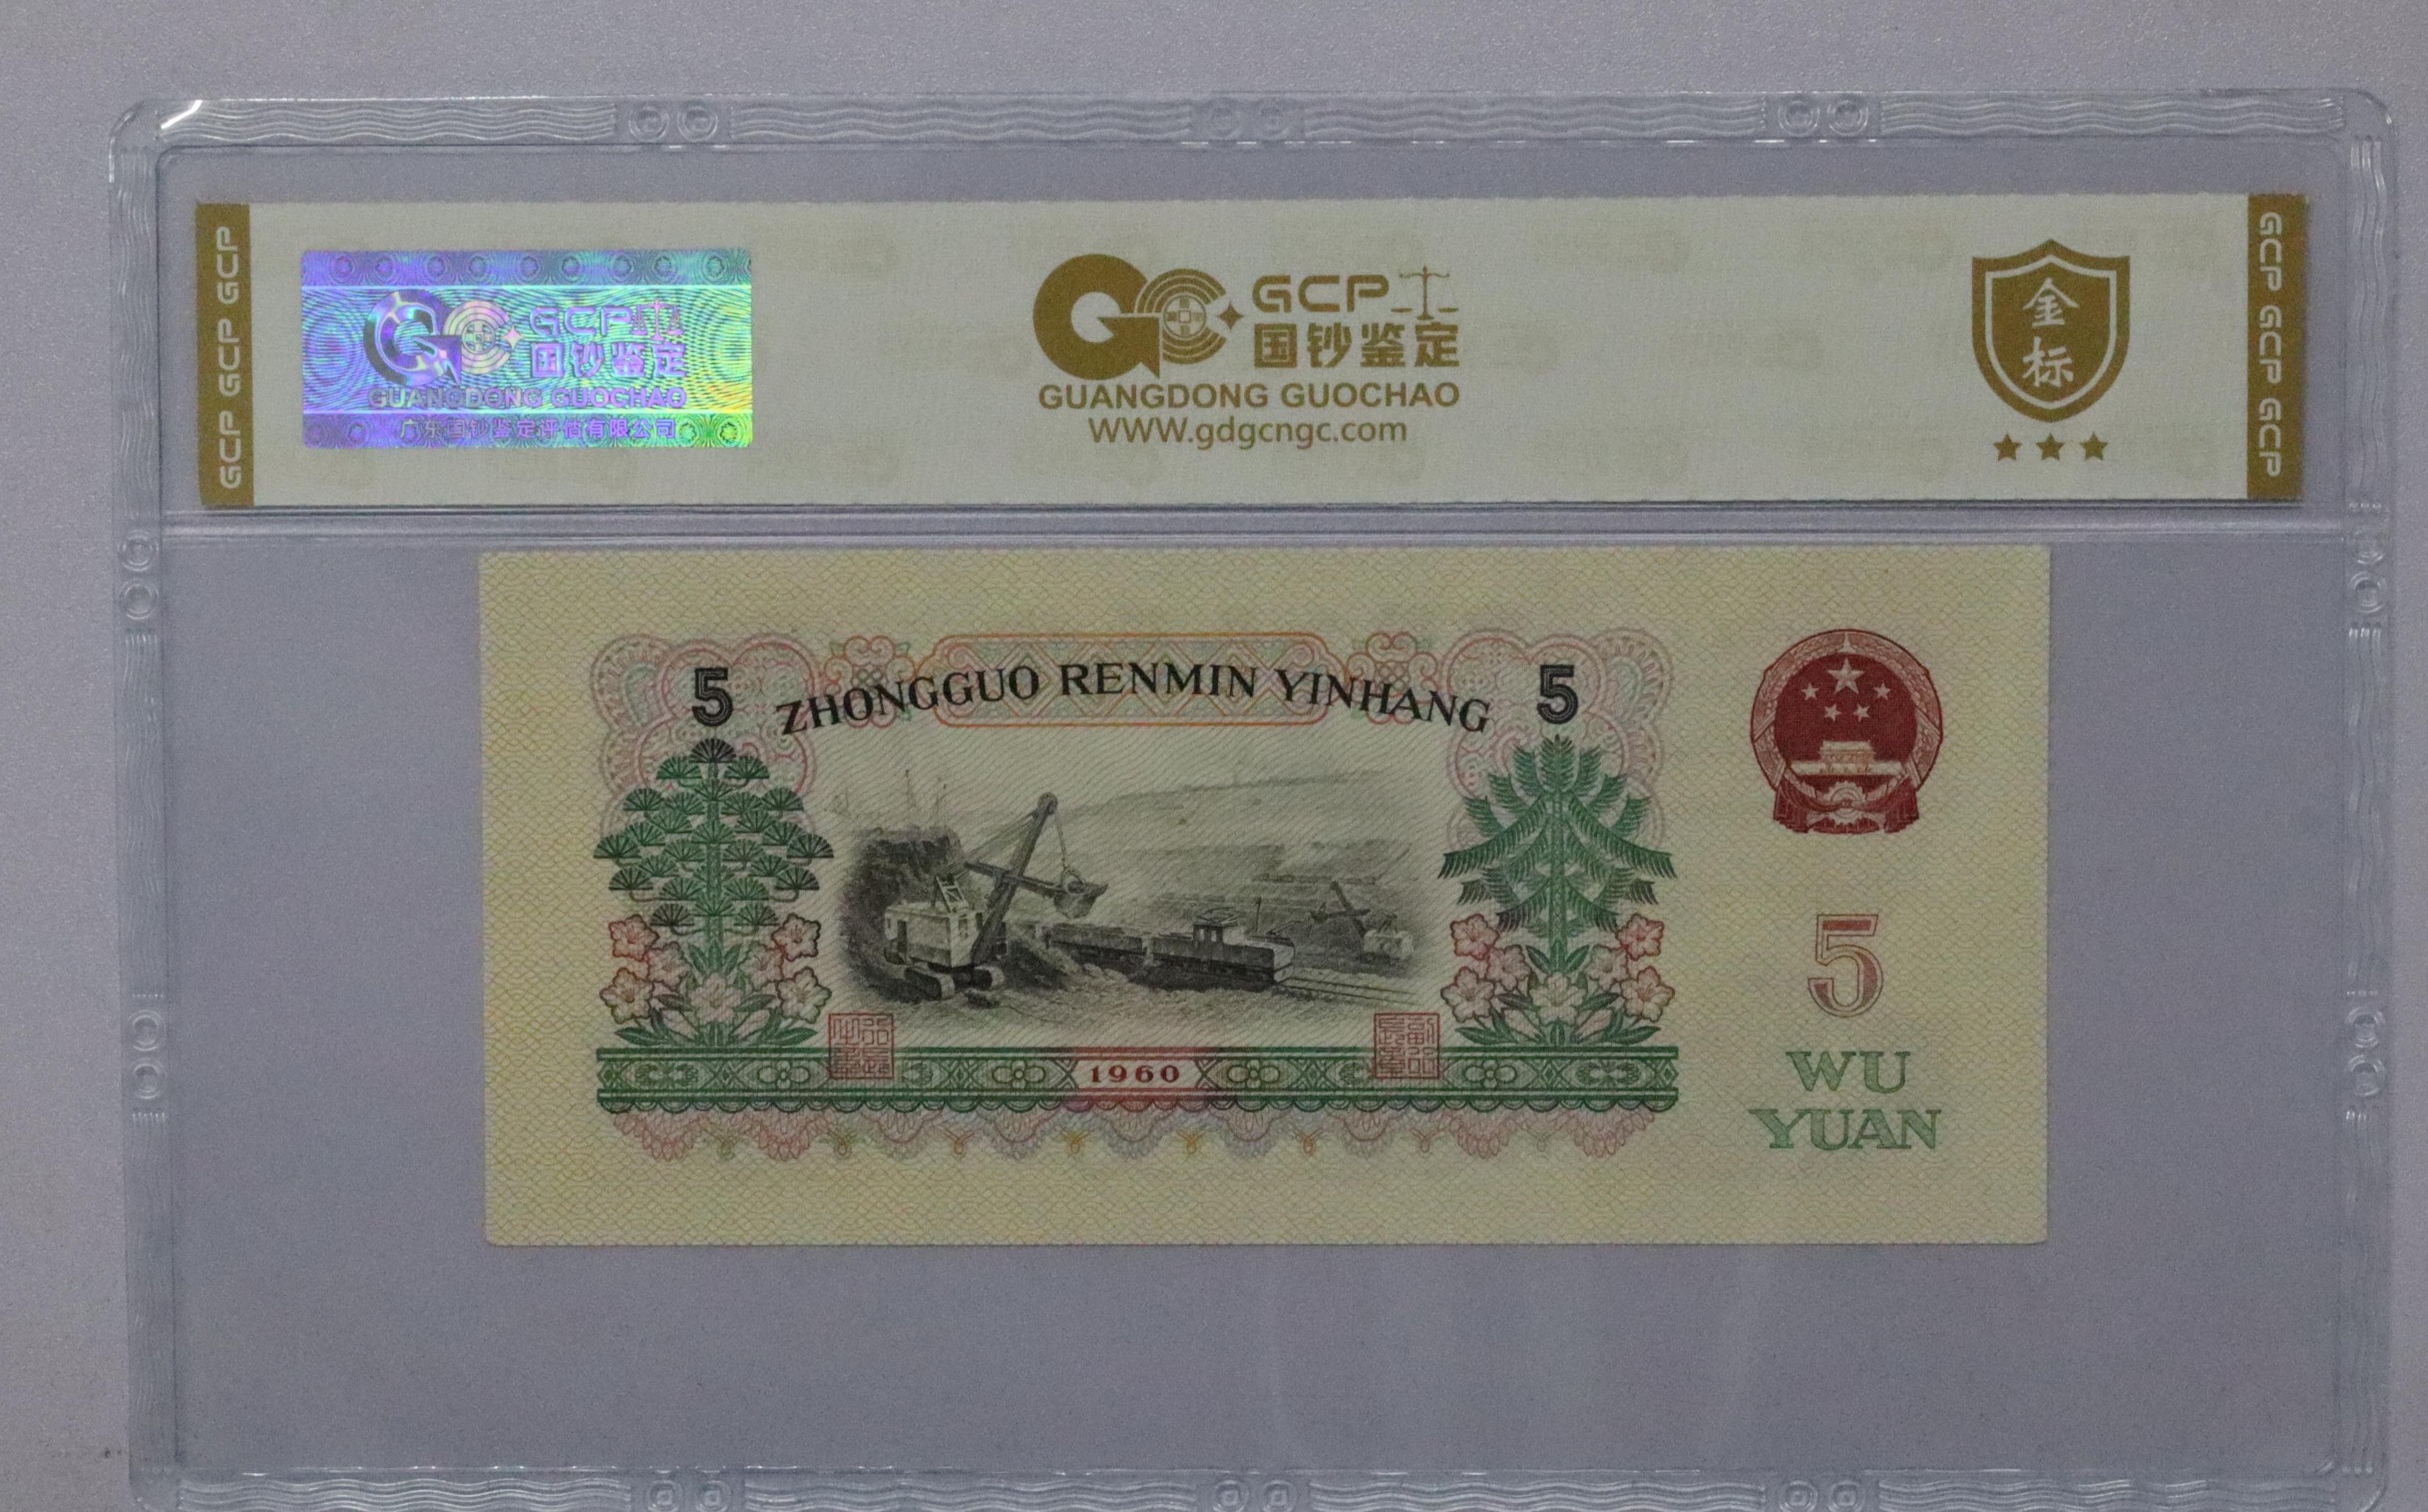 GCP GCP GCP
GCP
国钞鉴定
GUANGDONG GUOCHAO
广东国钞鉴定评估有限公司
GCP
国钞鉴定
GUANGDONG GUOCHAO
WWW.gdgcngc.com
金
标
GCP GCP GCP
5
ZHONGGUO RENMIN YINHANG
5
1960
5
WU
YUAN